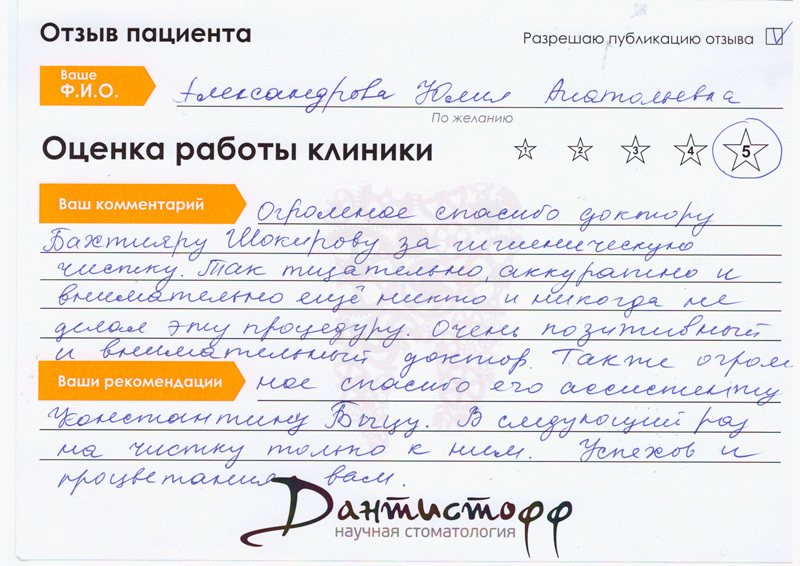 Отзыв пациента
Разрешаю публикацию отзыва
Ваше
Ф.И.О.
Александрова Юлия Анатольевна
По желанию
Оценка работы клиники
1 2 3 4 5
Ваш комментарий
Огромное спасибо доктору
Бахтияру Шокирову за гигиеническую
чистку. Так тщательно, аккуратно и
внимательно ещё никто и никогда не
делал эту процедуру. Очень позитивный
и внимательный доктор. Также огром
Ваши рекомендации
ное спасибо его ассистенту
Константину Быцу. В следующий раз
на чистку только к ним. Успехов и
процветания вам.
Дантистофф
научная стоматология